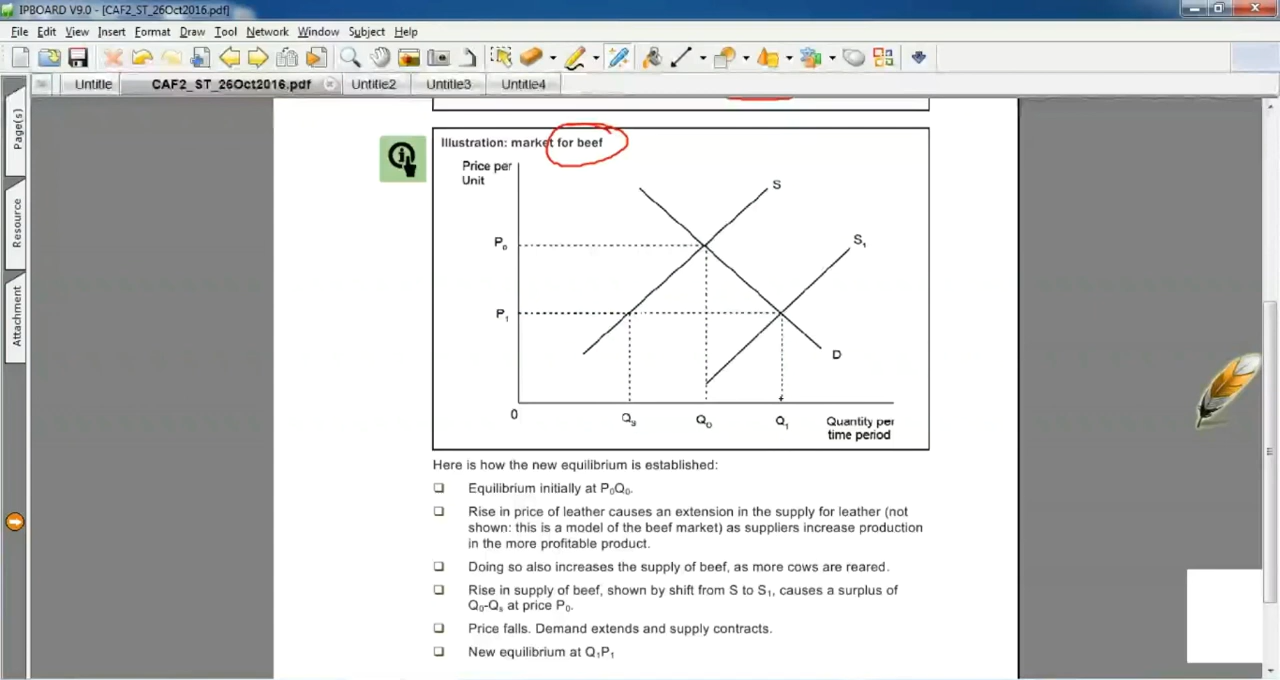 IPBOARD V9.0 - [CAF2_ST_26Oct2016.pdf]
File Edit View Insert Format Draw Tool Network Window Subject Help
Untitle CAF2_ST_26Oct2016.pdf Untitle2 Untitle3 Untitle4
Page(s)
Resource
Attachment
Illustration: market for beef
Price per
Unit
S
S₁
P₀
P₁
D
0
Qₛ
Q₀
Q₁
Quantity per
time period
Here is how the new equilibrium is established:
Equilibrium initially at P₀Q₀.
Rise in price of leather causes an extension in the supply for leather (not
shown: this is a model of the beef market) as suppliers increase production
in the more profitable product.
Doing so also increases the supply of beef, as more cows are reared.
Rise in supply of beef, shown by shift from S to S₁, causes a surplus of
Q₀-Qₛ at price P₀.
Price falls. Demand extends and supply contracts.
New equilibrium at Q₁P₁